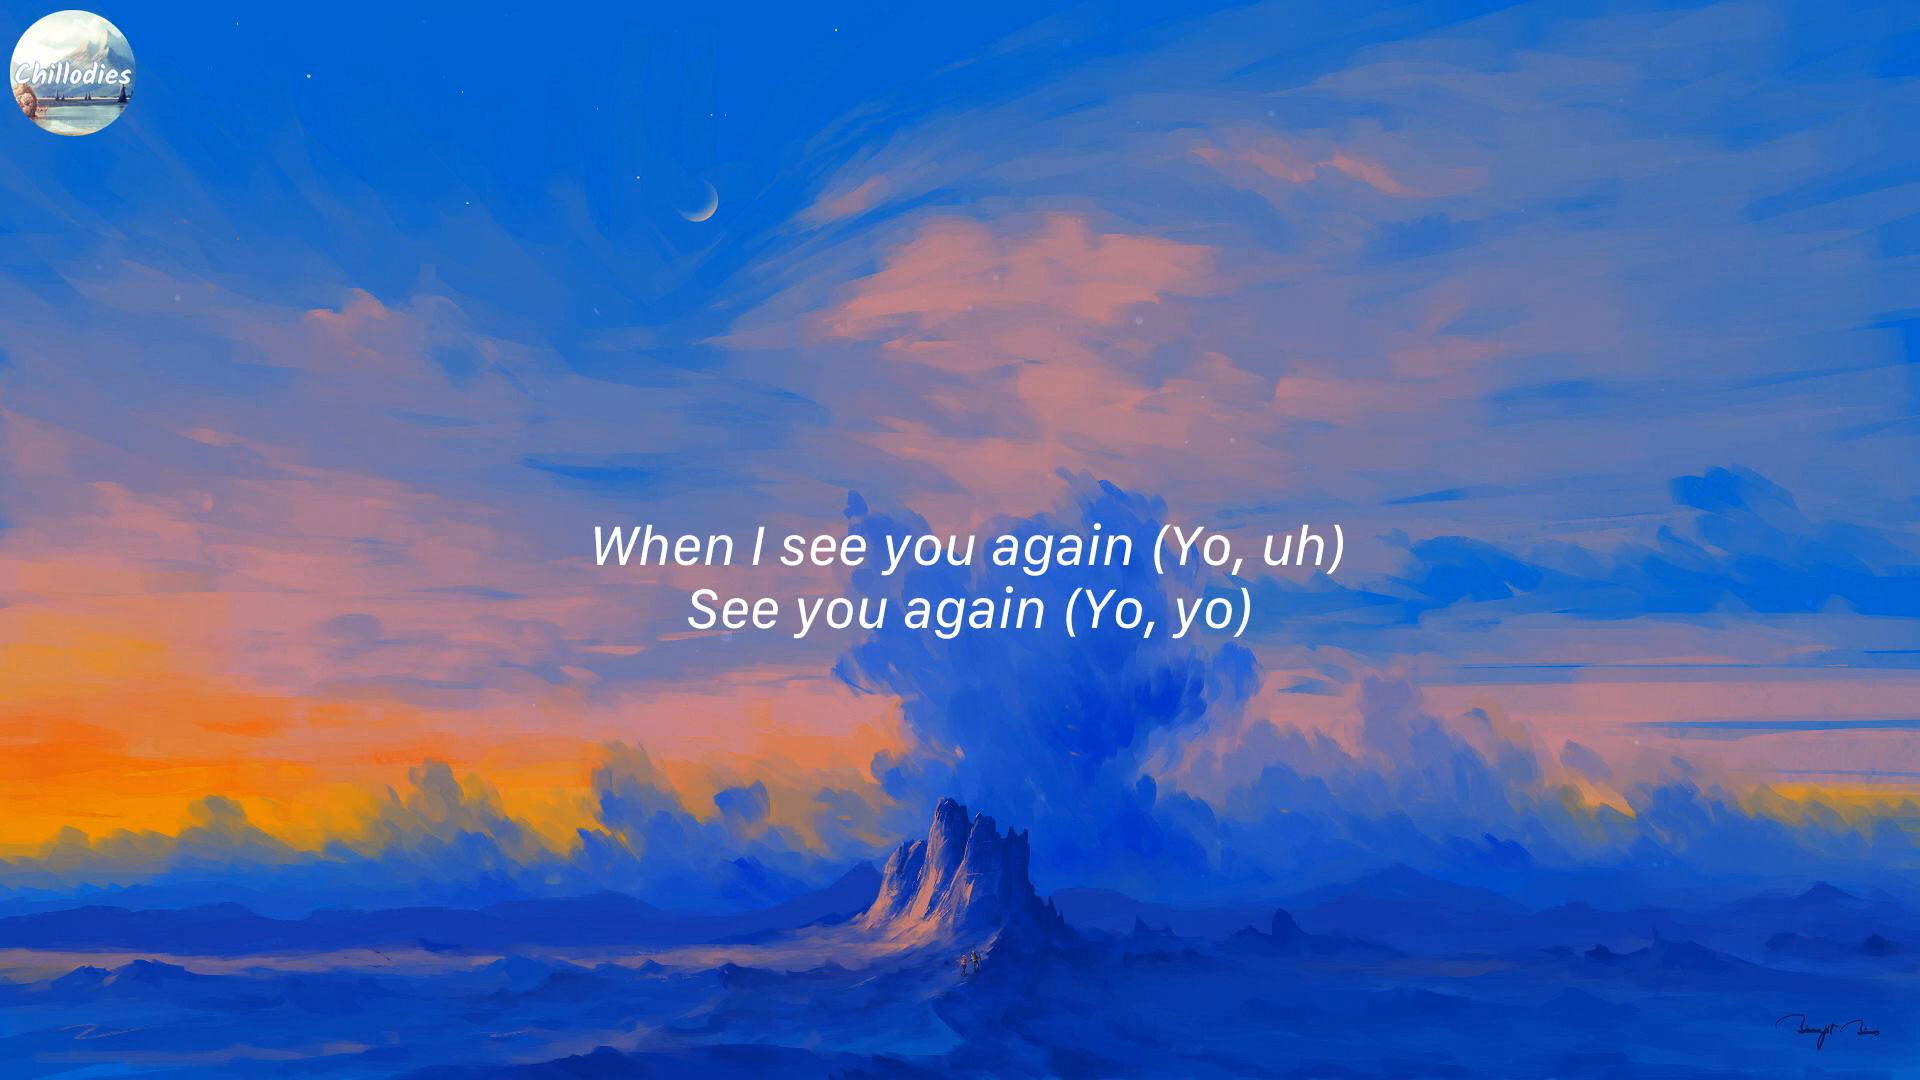 Chillodies
When I see you again (Yo, uh)
See you again (Yo, yo)